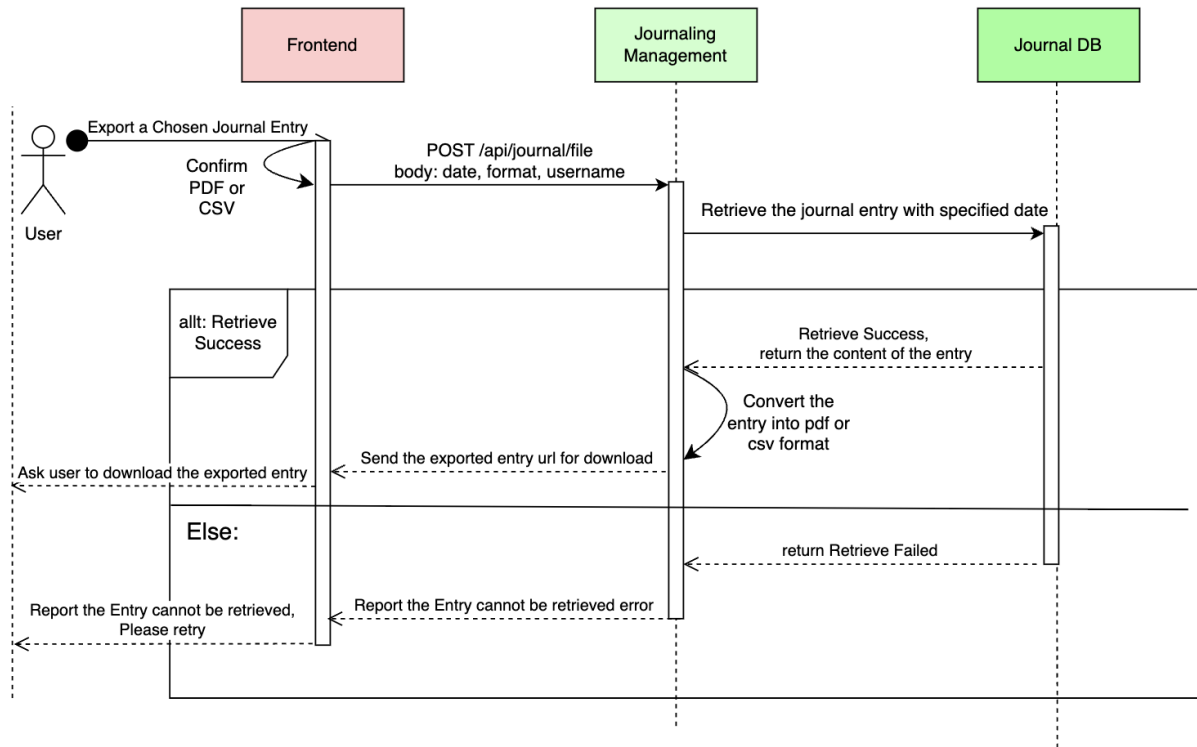 Frontend
Journaling
Management
Journal DB
Export a Chosen Journal Entry
Confirm
PDF or
CSV
User
POST /api/journal/file
body: date, format, username
Retrieve the journal entry with specified date
allt: Retrieve
Success
Retrieve Success,
return the content of the entry
Convert the
entry into pdf or
csv format
Send the exported entry url for download
Ask user to download the exported entry
Else:
return Retrieve Failed
Report the Entry cannot be retrieved error
Report the Entry cannot be retrieved,
Please retry